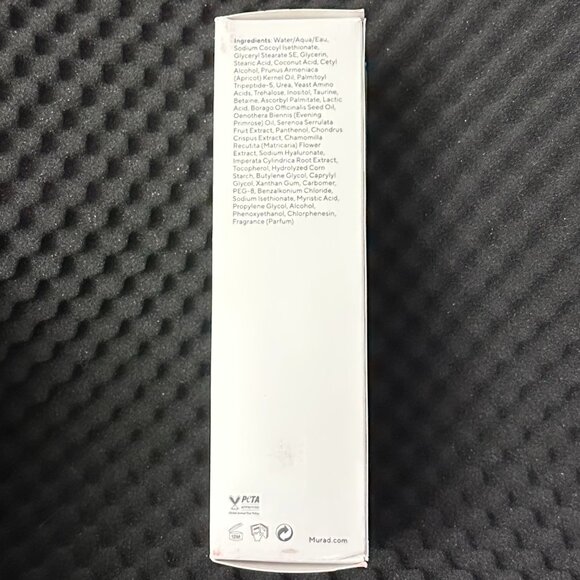 Ingredients: Water/Aqua/Eau,
Sodium Cocoyl Isethionate,
Glyceryl Stearate SE, Glycerin,
Stearic Acid, Coconut Acid, Cetyl
Alcohol, Prunus Armeniaca
(Apricot) Kernel Oil, Palmitoyl
Tripeptide-5, Urea, Yeast Amino
Acids, Trehalose, Inositol, Taurine,
Betaine, Ascorbyl Palmitate, Lactic
Acid, Borago Officinalis Seed Oil,
Oenothera Biennis (Evening
Primrose) Oil, Serenoa Serrulata
Fruit Extract, Panthenol, Chondrus
Crispus Extract, Chamomilla
Recutita (Matricaria) Flower
Extract, Sodium Hyaluronate,
Imperata Cylindrica Root Extract,
Tocopherol, Hydrolyzed Corn
Starch, Butylene Glycol, Caprylyl
Glycol, Xanthan Gum, Carbomer,
PEG-8, Benzalkonium Chloride,
Sodium Isethionate, Myristic Acid,
Propylene Glycol, Alcohol,
Phenoxyethanol, Chlorphenesin,
Fragrance (Parfum)
PETA
12M
Murad.com